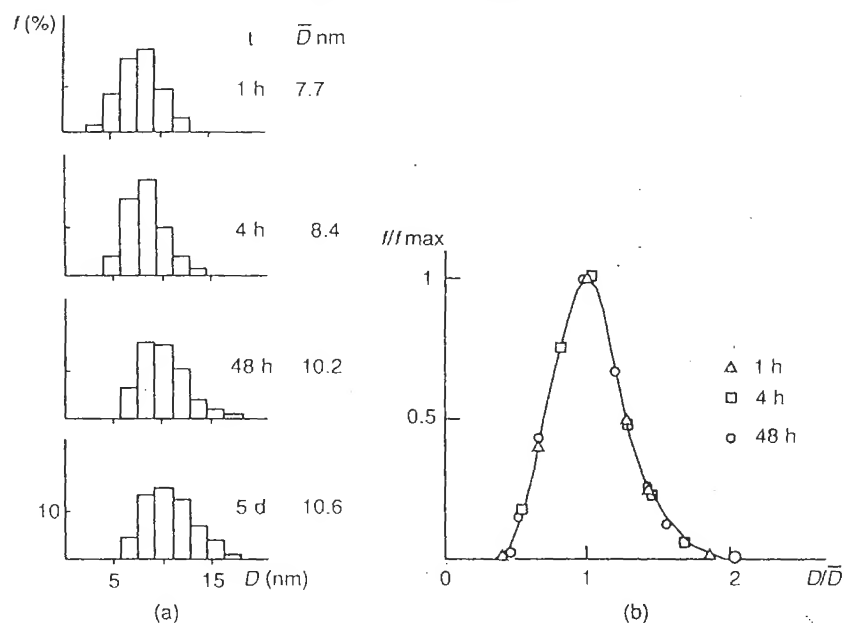 f (%)
t D̅ nm
1 h 7.7
4 h 8.4
48 h 10.2
10
5 d 10.6
5 D (nm) 15
(a)
f/f max
1
0.5
1 h
4 h
48 h
0 1 2 D/D̅
(b)